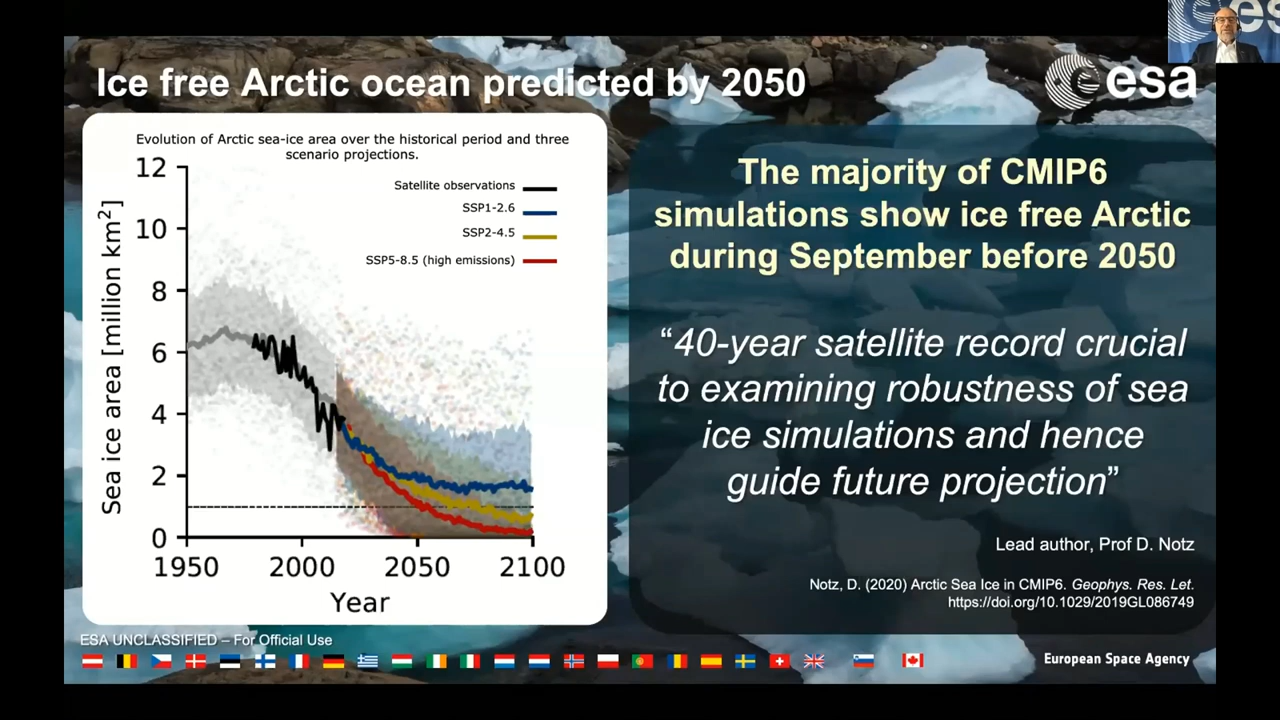 esa
Ice free Arctic ocean predicted by 2050
esa
Evolution of Arctic sea-ice area over the historical period and three
scenario projections.
12
10
8
6
4
2
0
Sea ice area [million km²]
Satellite observations
SSP1-2.6
SSP2-4.5
SSP5-8.5 (high emissions)
1950 2000 2050 2100
Year
The majority of CMIP6
simulations show ice free Arctic
during September before 2050
“40-year satellite record crucial
to examining robustness of sea
ice simulations and hence
guide future projection”
Lead author, Prof D. Notz
Notz, D. (2020) Arctic Sea Ice in CMIP6. Geophys. Res. Let.
https://doi.org/10.1029/2019GL086749
ESA UNCLASSIFIED – For Official Use
European Space Agency